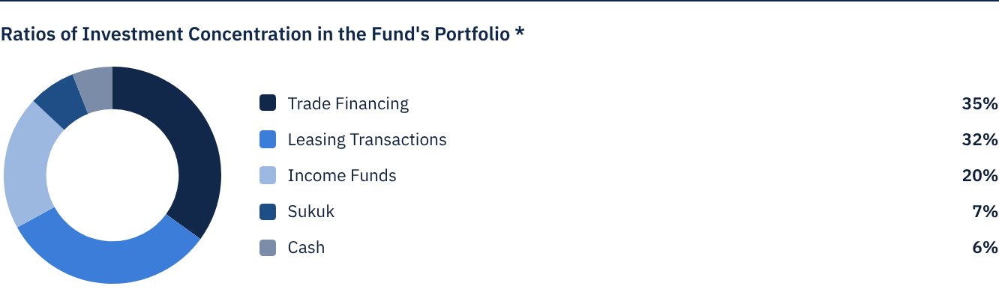 Ratios of Investment Concentration in the Fund's Portfolio *
Trade Financing 35%
Leasing Transactions 32%
Income Funds 20%
Sukuk 7%
Cash 6%